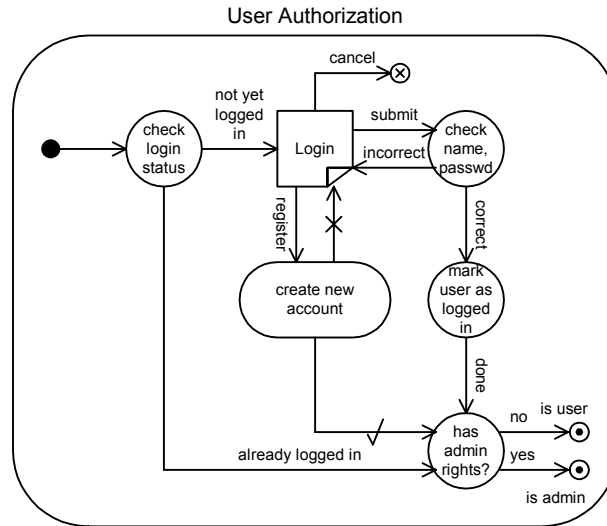 User Authorization
cancel
not yet
logged
in
submit
check
login
status
Login
check
name,
passwd
incorrect
register
correct
create new
account
mark
user as
logged
in
done
no
is user
has
admin
rights?
already logged in
yes
is admin